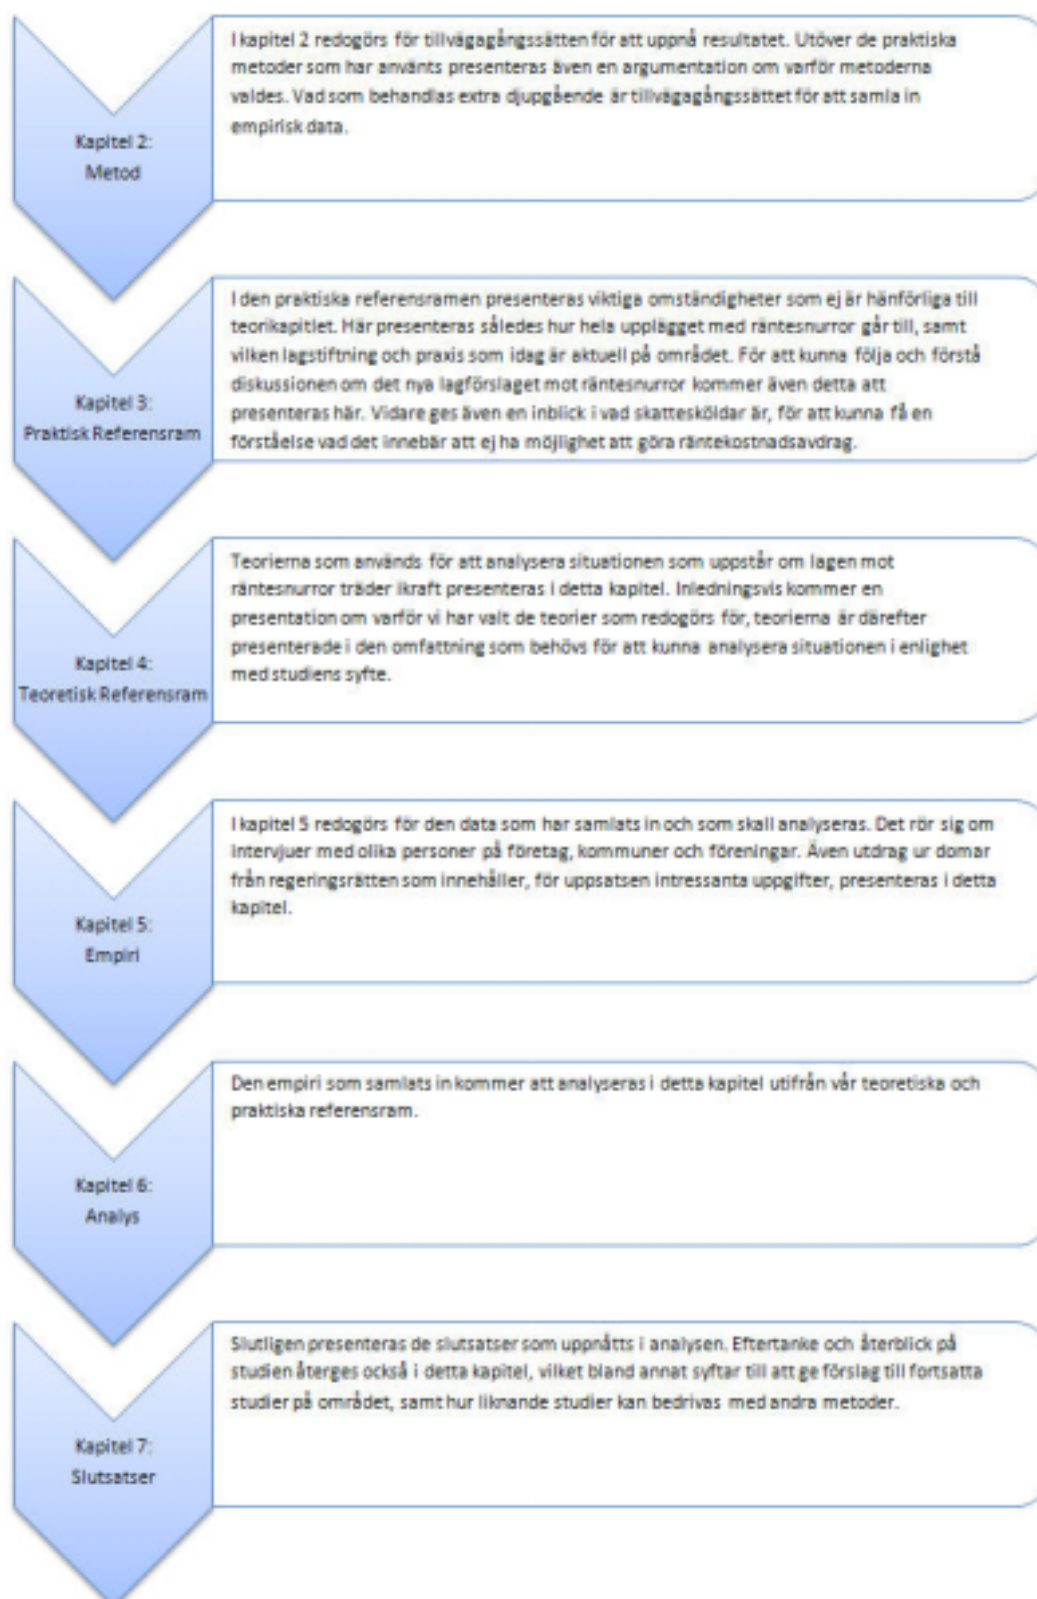 Kapitel 2:
Metod
I kapitel 2 redogörs för tillvägagångssätten för att uppnå resultatet. Utöver de praktiska
metoder som har använts presenteras även en argumentation om varför metoderna
valdes. Vad som behandlas extra djupgående är tillvägagångssättet för att samla in
empirisk data.
Kapitel 3:
Praktisk Referensram
I den praktiska referensramen presenteras viktiga omständigheter som ej är hänförliga till
teorikapitlet. Här presenteras således hur hela upplägget med räntesnurror går till, samt
vilken lagstiftning och praxis som idag är aktuell på området. För att kunna följa och förstå
diskussionen om det nya lagförslaget mot räntesnurror kommer även detta att
presenteras här. Vidare ges även en inblick i vad skattesköldar är, för att kunna få en
förståelse vad det innebär att ej ha möjlighet att göra räntekostnadsavdrag.
Kapitel 4:
Teoretisk Referensram
Teorierna som används för att analysera situationen som uppstår om lagen mot
räntesnurror träder ikraft presenteras i detta kapitel. Inledningsvis kommer en
presentation om varför vi har valt de teorier som redogörs för, teorierna är därefter
presenterade i den omfattning som behövs för att kunna analysera situationen i enlighet
med studiens syfte.
Kapitel 5:
Empiri
I kapitel 5 redogörs för den data som har samlats in och som skall analyseras. Det rör sig om
intervjuer med olika personer på företag, kommuner och föreningar. Även utdrag ur domar
från regeringsrätten som innehåller, för uppsatsen intressanta uppgifter, presenteras i detta
kapitel.
Kapitel 6:
Analys
Den empiri som samlats in kommer att analyseras i detta kapitel utifrån vår teoretiska och
praktiska referensram.
Kapitel 7:
Slutsatser
Slutligen presenteras de slutsatser som uppnåtts i analysen. Eftertanke och återblick på
studien återges också i detta kapitel, vilket bland annat syftar till att ge förslag till fortsatta
studier på området, samt hur liknande studier kan bedrivas med andra metoder.